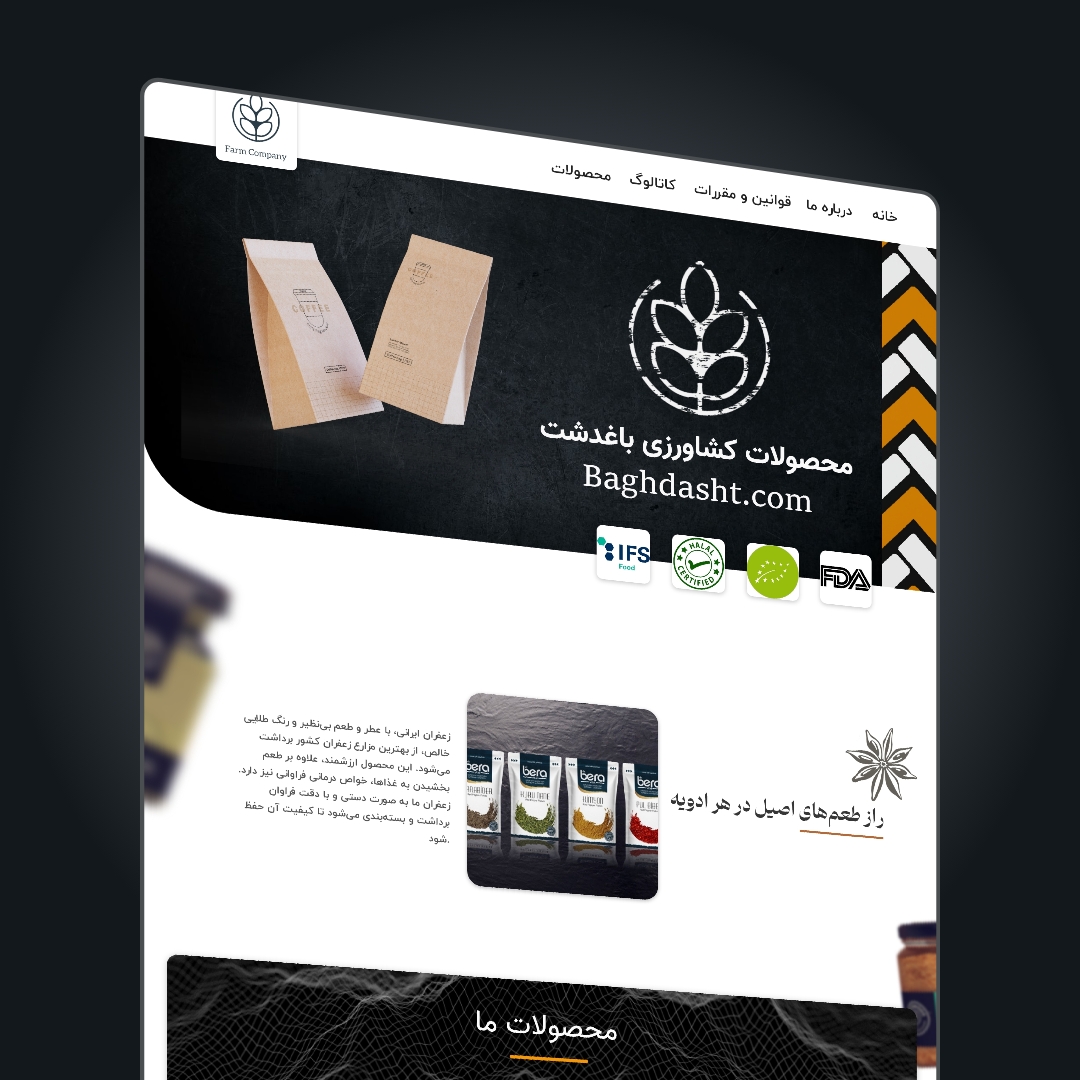 Farm Company
خانه
درباره ما
قوانین و مقررات
کاتالوگ
محصولات
COFFEE
محصولات کشاورزی باغدشت
Baghdasht.com
IFS
Food
HALAL
CERTIFIED
FDA
راز طعم‌های اصیل در هر ادویه
bera
bera
bera
bera
زعفران ایرانی، با عطر و طعم بی‌نظیر و رنگ طلایی
خالص، از بهترین مزارع زعفران کشور برداشت
می‌شود. این محصول ارزشمند، علاوه بر طعم
بخشیدن به غذاها، خواص درمانی فراوانی نیز دارد.
زعفران ما به صورت دستی و با دقت فراوان
برداشت و بسته‌بندی می‌شود تا کیفیت آن حفظ
.شود
محصولات ما